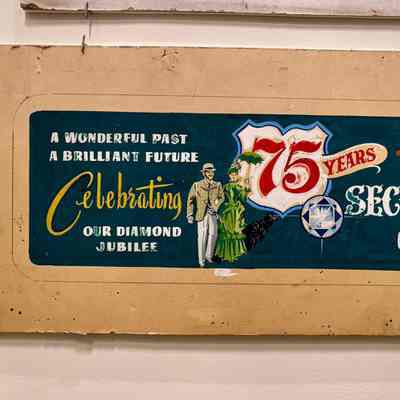 A WONDERFUL PAST
A BRILLIANT FUTURE
Celebrating
OUR DIAMOND
JUBILEE
75 YEARS
SEC